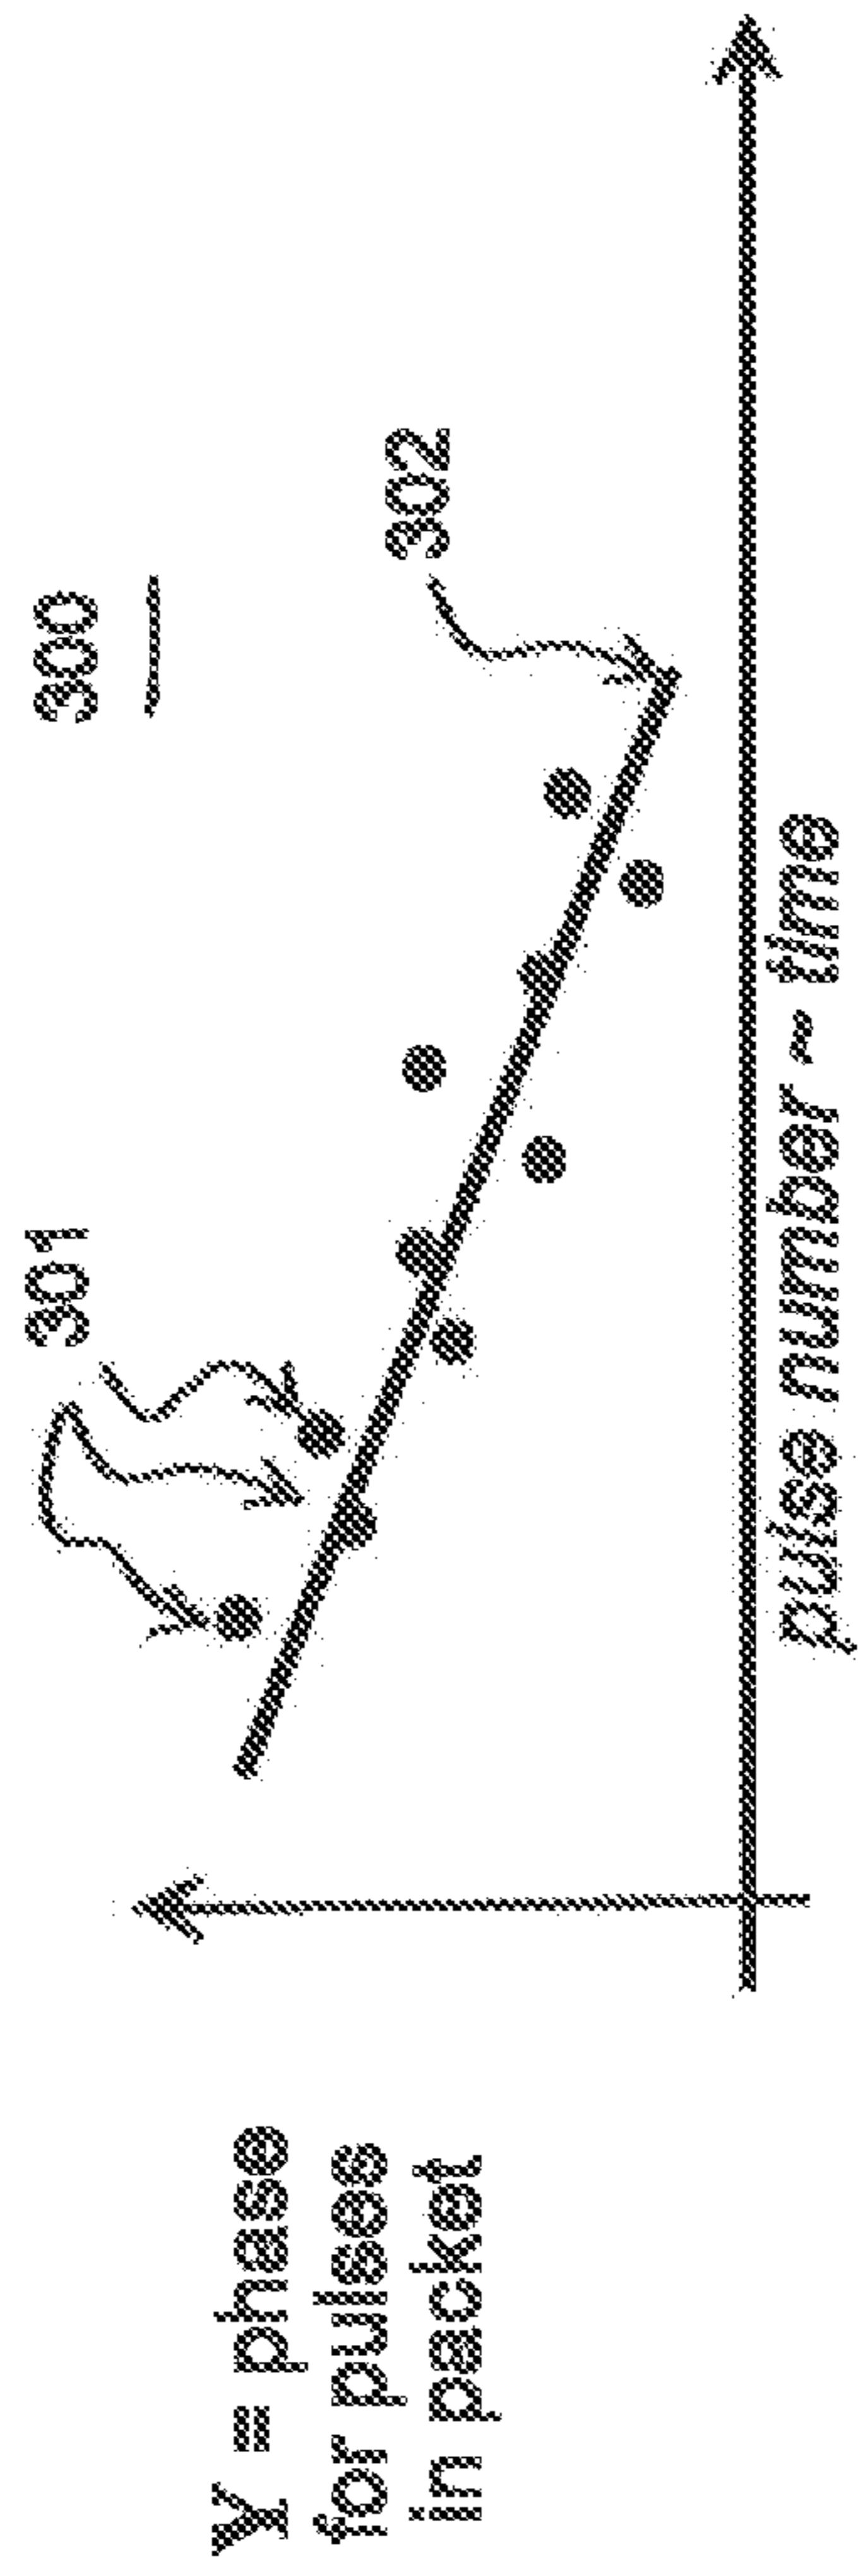 300
301
302
Y = phase
for pulses
in packet
pulse number ~ time